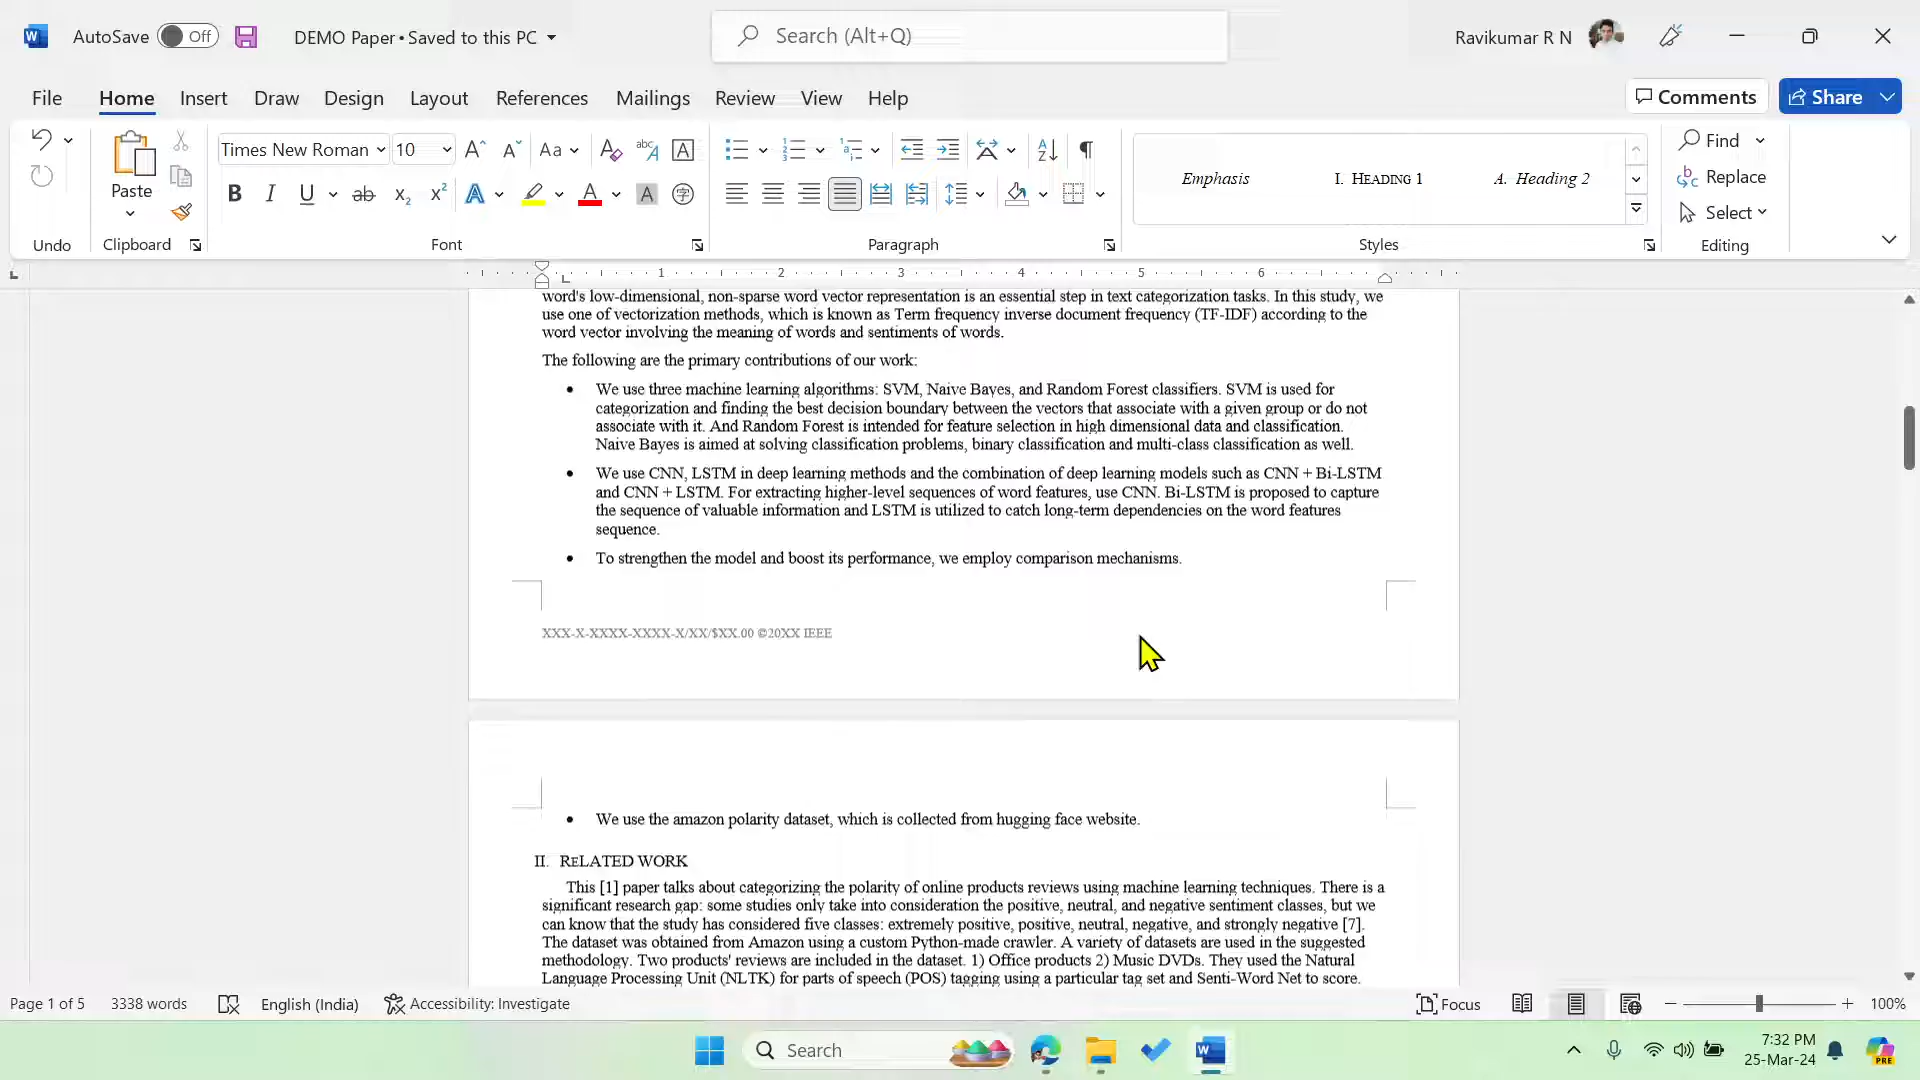 AutoSave Off DEMO Paper • Saved to this PC Search (Alt+Q) Ravikumar R N
File Home Insert Draw Design Layout References Mailings Review View Help Comments Share
Paste Times New Roman 10 Emphasis I. HEADING 1 A. Heading 2 Find
Replace
Select
Undo Clipboard Font Paragraph Styles Editing
1 2 3 4 5 6
word's low-dimensional, non-sparse word vector representation is an essential step in text categorization tasks. In this study, we
use one of vectorization methods, which is known as Term frequency inverse document frequency (TF-IDF) according to the
word vector involving the meaning of words and sentiments of words.
The following are the primary contributions of our work:
• We use three machine learning algorithms: SVM, Naive Bayes, and Random Forest classifiers. SVM is used for
categorization and finding the best decision boundary between the vectors that associate with a given group or do not
associate with it. And Random Forest is intended for feature selection in high dimensional data and classification.
Naive Bayes is aimed at solving classification problems, binary classification and multi-class classification as well.
• We use CNN, LSTM in deep learning methods and the combination of deep learning models such as CNN + Bi-LSTM
and CNN + LSTM. For extracting higher-level sequences of word features, use CNN. Bi-LSTM is proposed to capture
the sequence of valuable information and LSTM is utilized to catch long-term dependencies on the word features
sequence.
• To strengthen the model and boost its performance, we employ comparison mechanisms.
XXX-X-XXXX-XXXX-X/XX/$XX.00 ©20XX IEEE
• We use the amazon polarity dataset, which is collected from hugging face website.
II. RELATED WORK
This [1] paper talks about categorizing the polarity of online products reviews using machine learning techniques. There is a
significant research gap: some studies only take into consideration the positive, neutral, and negative sentiment classes, but we
can know that the study has considered five classes: extremely positive, positive, neutral, negative, and strongly negative [7].
The dataset was obtained from Amazon using a custom Python-made crawler. A variety of datasets are used in the suggested
methodology. Two products' reviews are included in the dataset. 1) Office products 2) Music DVDs. They used the Natural
Language Processing Unit (NLTK) for parts of speech (POS) tagging using a particular tag set and Senti-Word Net to score.
Page 1 of 5 3338 words English (India) Accessibility: Investigate Focus 100%
Search 7:32 PM
25-Mar-24